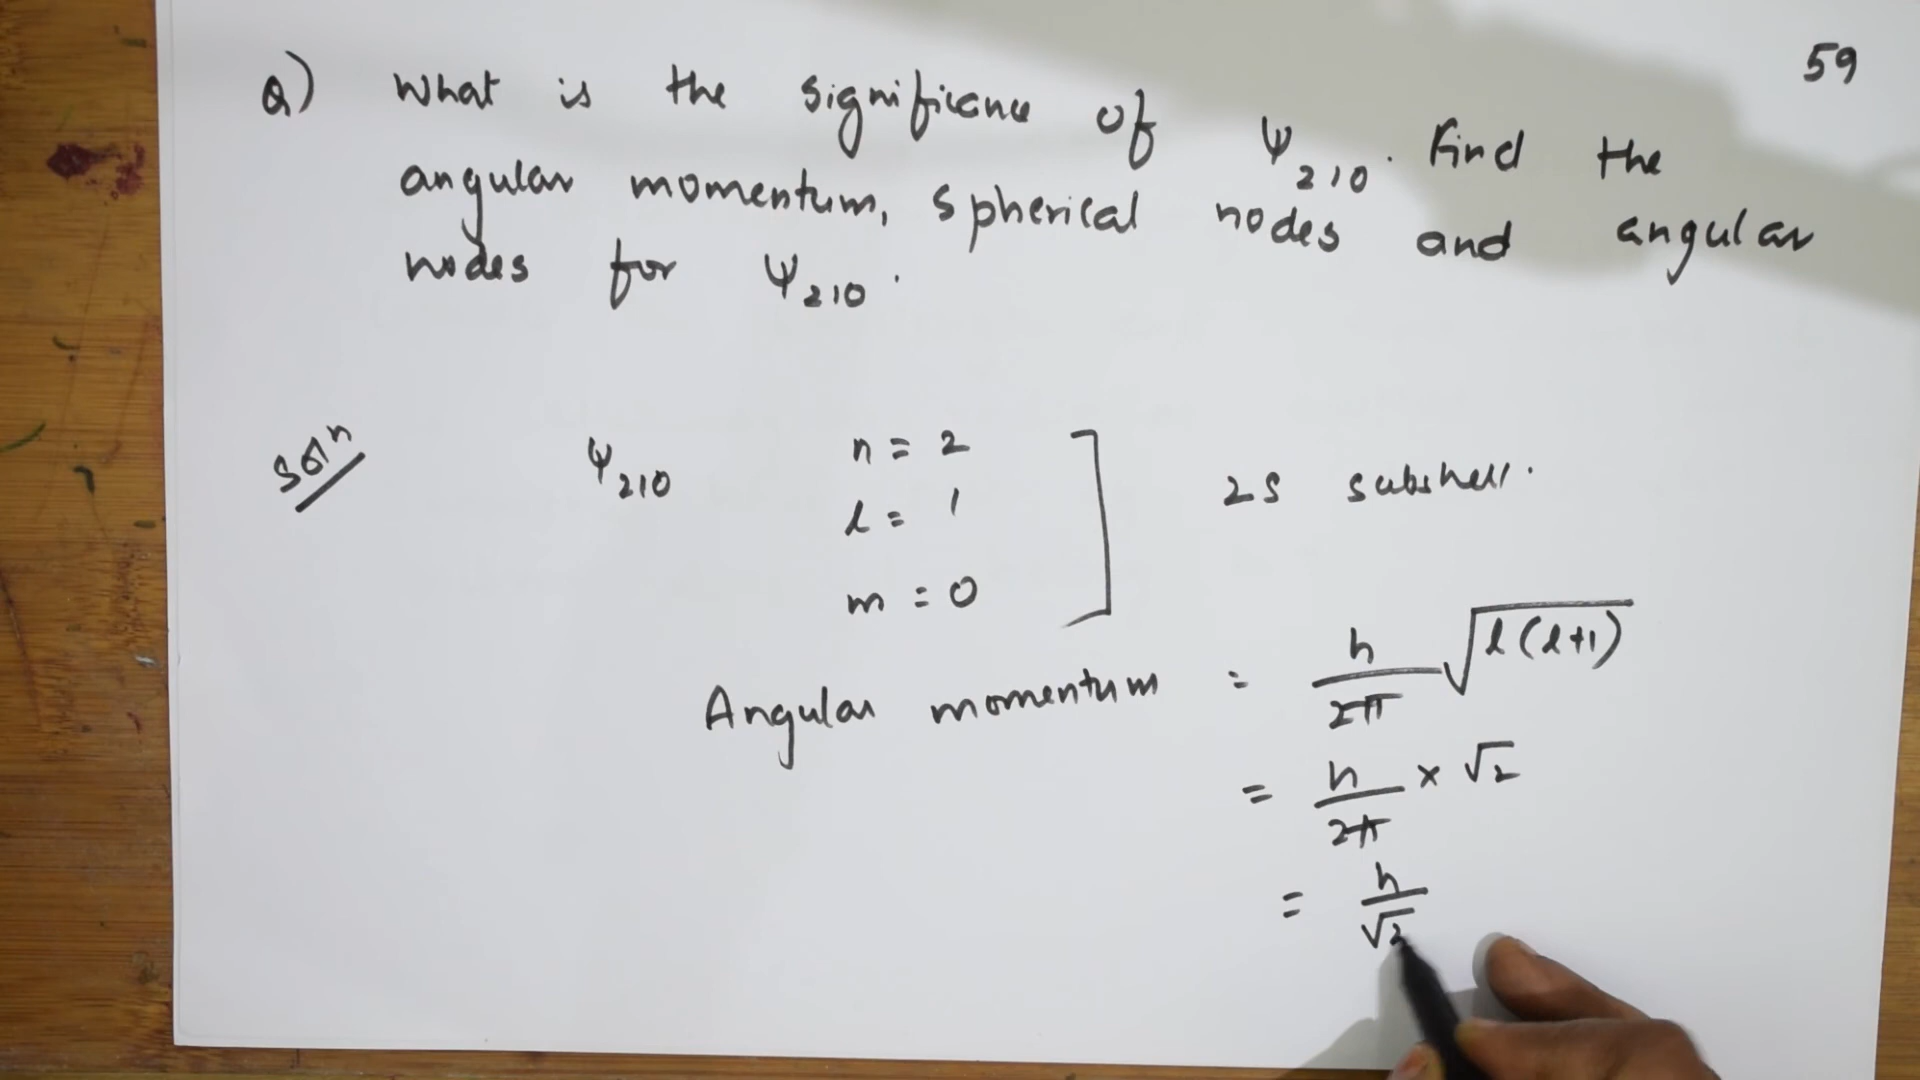 59
Q) What is the significance of Ψ210. Find the
angular momentum, spherical nodes and angular
nodes for Ψ210.
Solⁿ
Ψ210
n = 2
l = 1
m = 0
2s subshell.
Angular momentum = h/2π √l(l+1)
= h/2π × √2
= h/√2